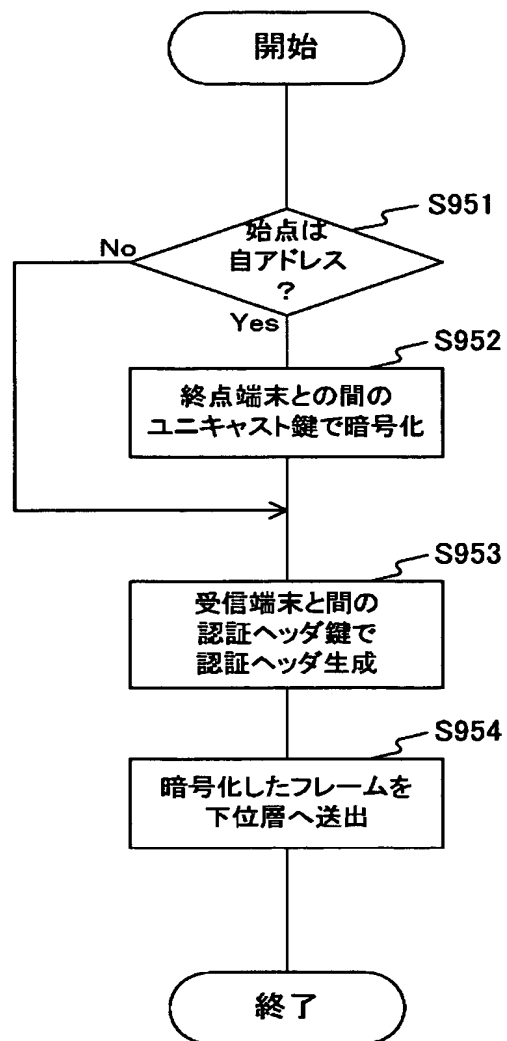 開始
S951
始点は
自アドレス
?
No
Yes
S952
終点端末との間の
ユニキャスト鍵で暗号化
S953
受信端末と間の
認証ヘッダ鍵で
認証ヘッダ生成
S954
暗号化したフレームを
下位層へ送出
終了